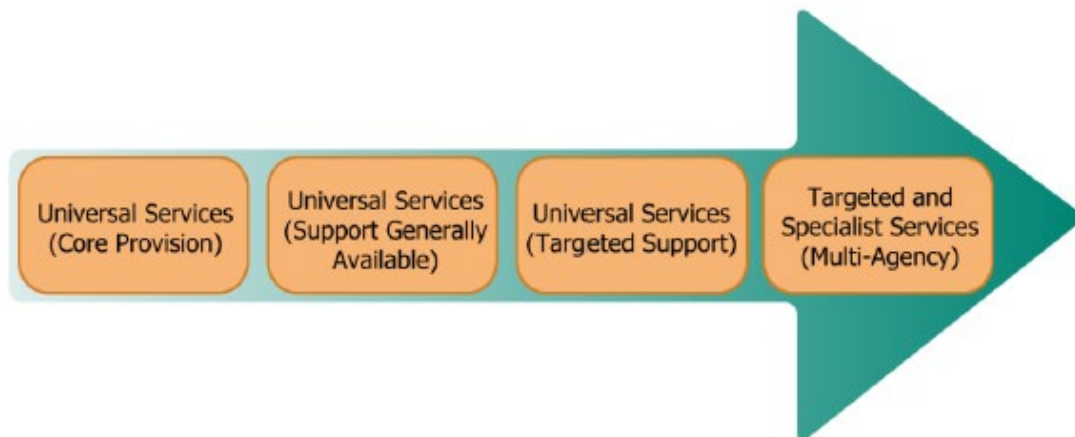 Universal Services
(Core Provision)
Universal Services
(Support Generally
Available)
Universal Services
(Targeted Support)
Targeted and
Specialist Services
(Multi-Agency)